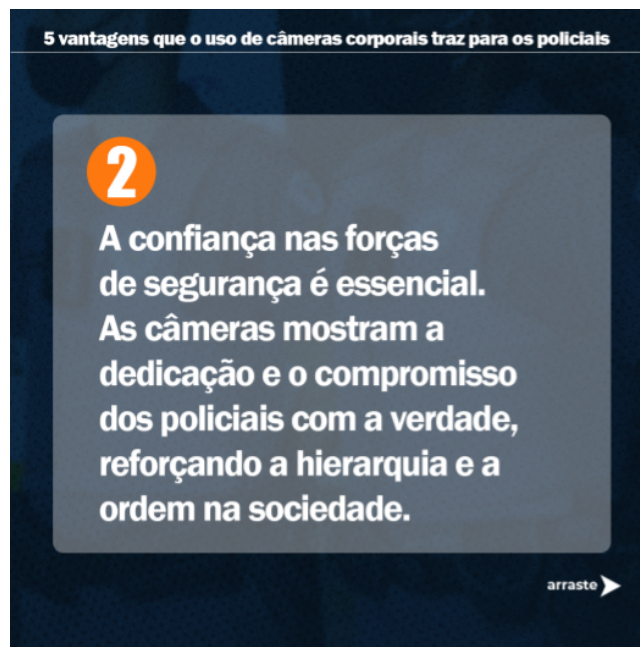 5 vantagens que o uso de câmeras corporais traz para os policiais
2
A confiança nas forças
de segurança é essencial.
As câmeras mostram a
dedicação e o compromisso
dos policiais com a verdade,
reforçando a hierarquia e a
ordem na sociedade.
arraste